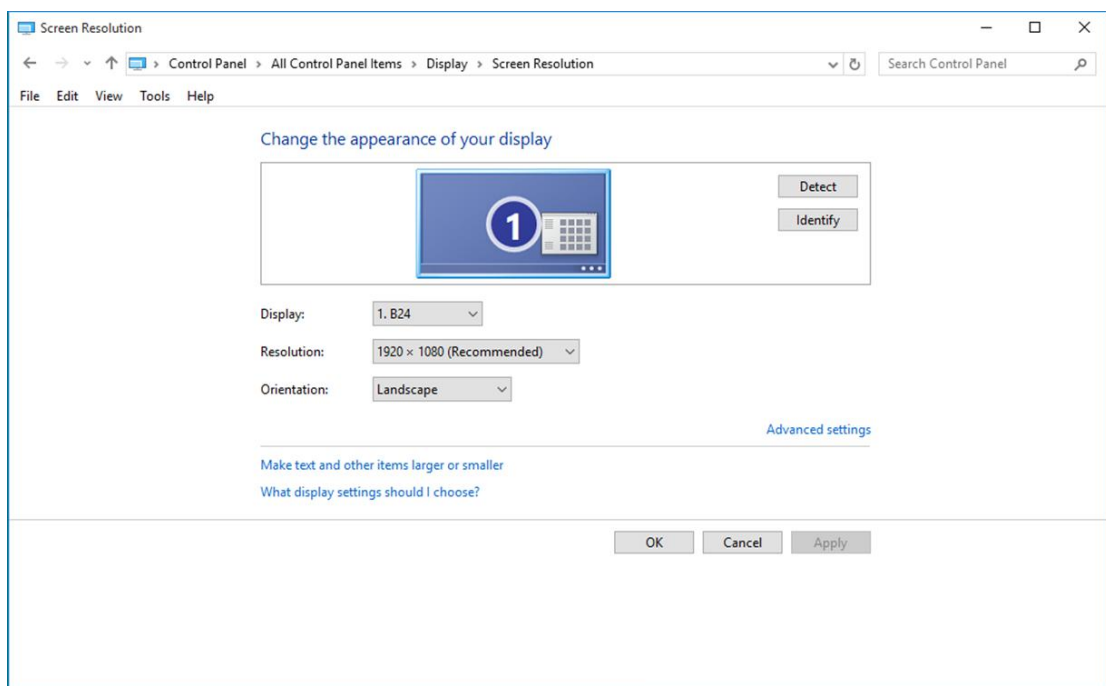 Screen Resolution
Control Panel > All Control Panel Items > Display > Screen Resolution
Search Control Panel
File Edit View Tools Help
Change the appearance of your display
1
Detect
Identify
Display: 1. B24
Resolution: 1920 × 1080 (Recommended)
Orientation: Landscape
Advanced settings
Make text and other items larger or smaller
What display settings should I choose?
OK Cancel Apply